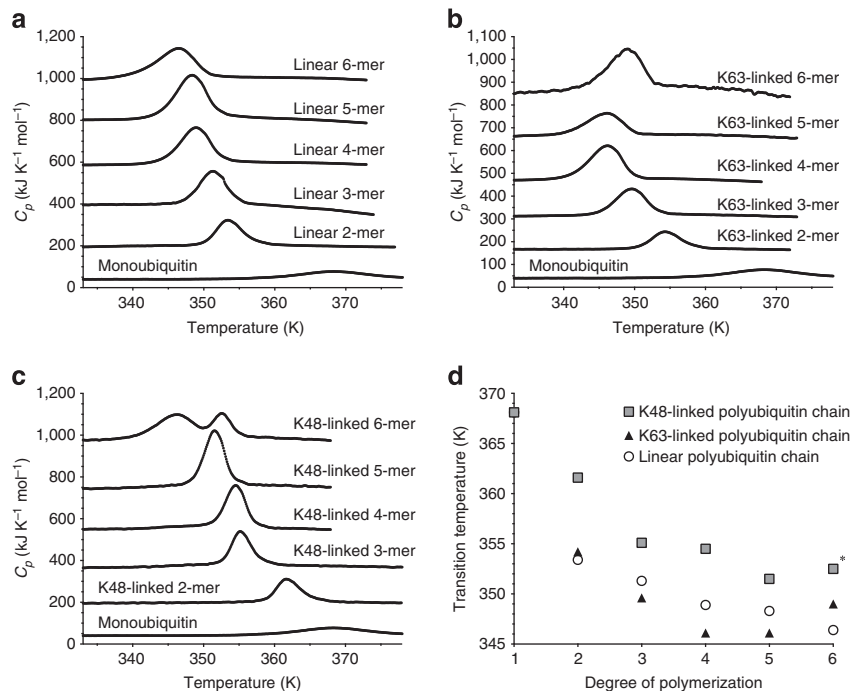 a
1,200
1,000
800
600
400
200
0
C_p (kJ K⁻¹ mol⁻¹)
Linear 6-mer
Linear 5-mer
Linear 4-mer
Linear 3-mer
Linear 2-mer
Monoubiquitin
340 350 360 370
Temperature (K)
b
1,100
1,000
900
800
700
600
500
400
300
200
100
0
C_p (kJ K⁻¹ mol⁻¹)
K63-linked 6-mer
K63-linked 5-mer
K63-linked 4-mer
K63-linked 3-mer
K63-linked 2-mer
Monoubiquitin
340 350 360 370
Temperature (K)
c
1,200
1,000
800
600
400
200
0
C_p (kJ K⁻¹ mol⁻¹)
K48-linked 6-mer
K48-linked 5-mer
K48-linked 4-mer
K48-linked 3-mer
K48-linked 2-mer
Monoubiquitin
340 350 360 370
Temperature (K)
d
370
365
360
355
350
345
Transition temperature (K)
K48-linked polyubiquitin chain
K63-linked polyubiquitin chain
Linear polyubiquitin chain
*
1 2 3 4 5 6
Degree of polymerization